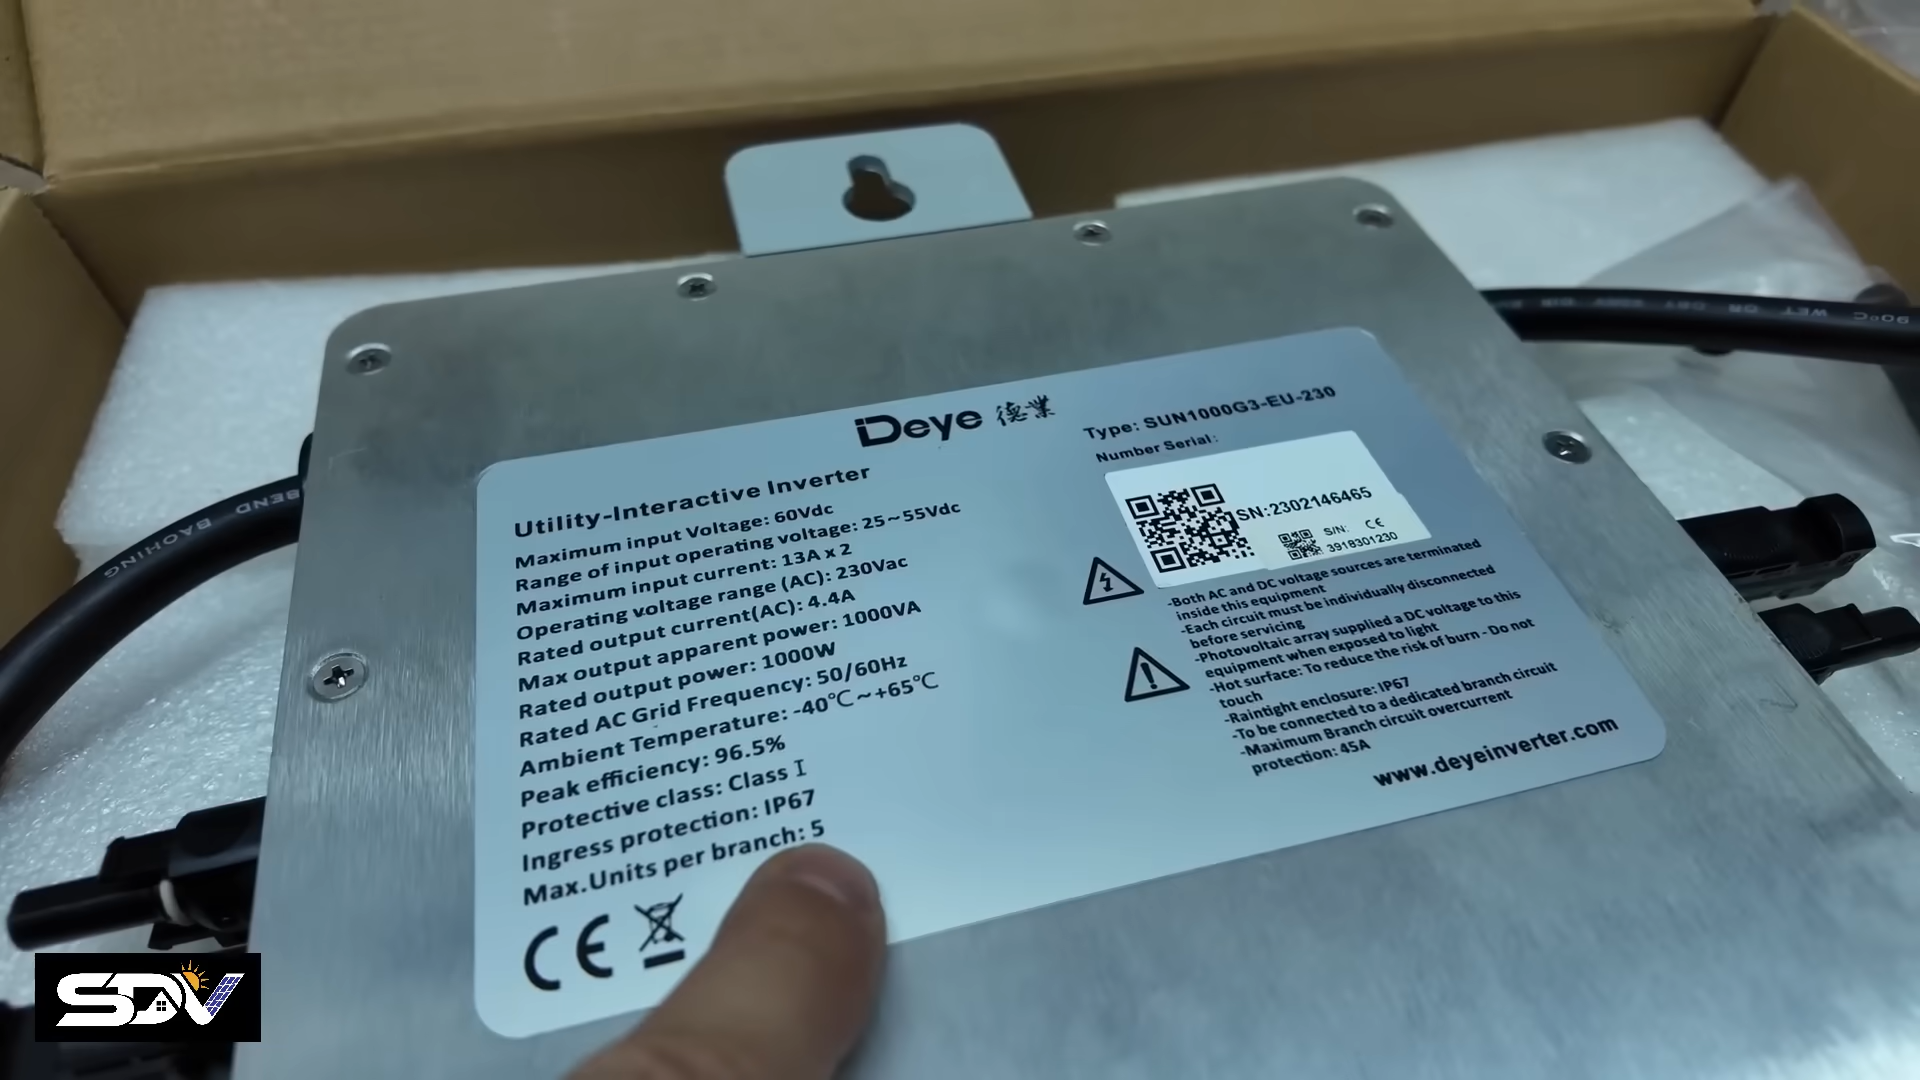 Deye 德業
Utility-Interactive Inverter
Maximum input Voltage: 60Vdc
Range of input operating voltage: 25~55Vdc
Maximum input current: 13A x 2
Operating voltage range (AC): 230Vac
Rated output current(AC): 4.4A
Max output apparent power: 1000VA
Rated output power: 1000W
Rated AC Grid Frequency: 50/60Hz
Ambient Temperature: -40℃~+65℃
Peak efficiency: 96.5%
Protective class: Class I
Ingress protection: IP67
Max.Units per branch: 5
CE
Type: SUN1000G3-EU-230
Number Serial:
SN:2302146465
S/N: CE
3918301230
-Both AC and DC voltage sources are terminated
inside this equipment
-Each circuit must be individually disconnected
before servicing
-Photovoltaic array supplied a DC voltage to this
equipment when exposed to light
-Hot surface: To reduce the risk of burn - Do not
touch
-Raintight enclosure: IP67
-To be connected to a dedicated branch circuit
-Maximum Branch circuit overcurrent
protection: 45A
www.deyeinverter.com
BEND BAOHING
90°C WET OR DRY
SDV